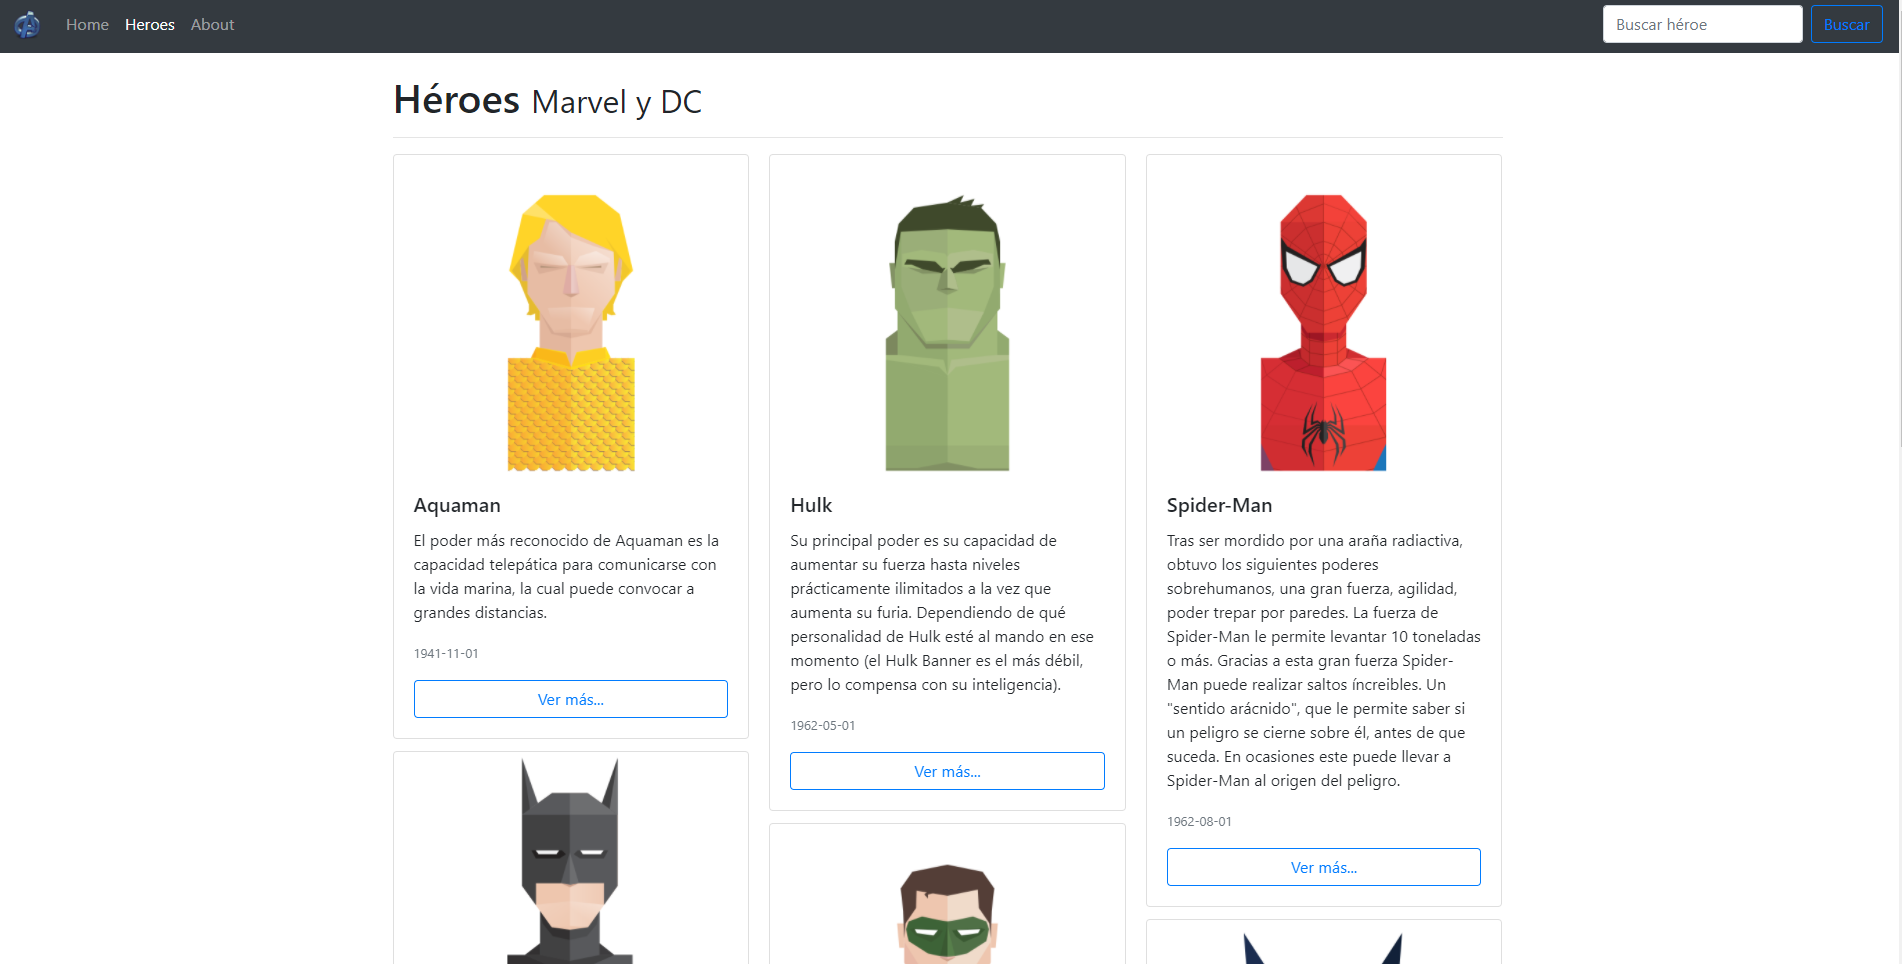 Home Heroes About
Buscar héroe Buscar
Héroes Marvel y DC
Aquaman
El poder más reconocido de Aquaman es la
capacidad telepática para comunicarse con
la vida marina, la cual puede convocar a
grandes distancias.
1941-11-01
Ver más...
Hulk
Su principal poder es su capacidad de
aumentar su fuerza hasta niveles
prácticamente ilimitados a la vez que
aumenta su furia. Dependiendo de qué
personalidad de Hulk esté al mando en ese
momento (el Hulk Banner es el más débil,
pero lo compensa con su inteligencia).
1962-05-01
Ver más...
Spider-Man
Tras ser mordido por una araña radiactiva,
obtuvo los siguientes poderes
sobrehumanos, una gran fuerza, agilidad,
poder trepar por paredes. La fuerza de
Spider-Man le permite levantar 10 toneladas
o más. Gracias a esta gran fuerza Spider-
Man puede realizar saltos íncreibles. Un
"sentido arácnido", que le permite saber si
un peligro se cierne sobre él, antes de que
suceda. En ocasiones este puede llevar a
Spider-Man al origen del peligro.
1962-08-01
Ver más...